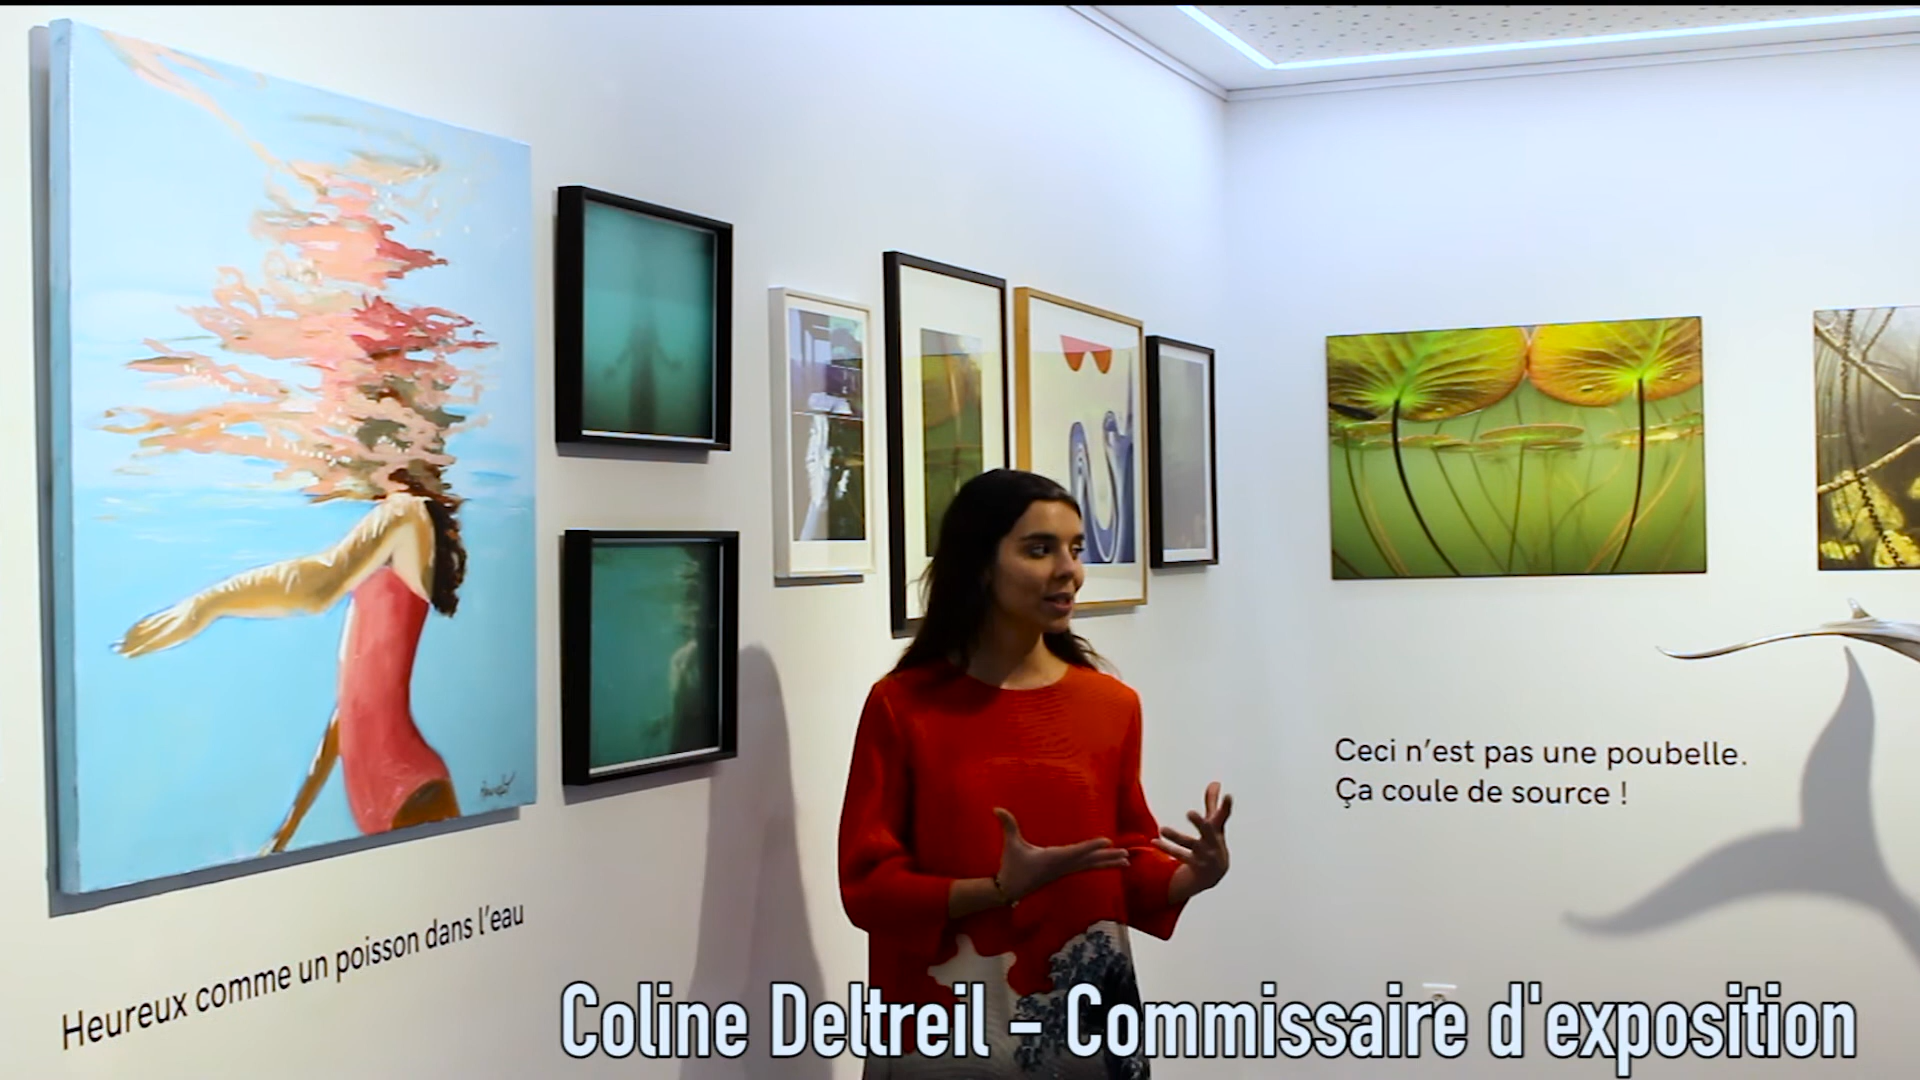 Heureux comme un poisson dans l'eau
Ceci n'est pas une poubelle.
Ça coule de source !
Coline Deltreil - Commissaire d'exposition